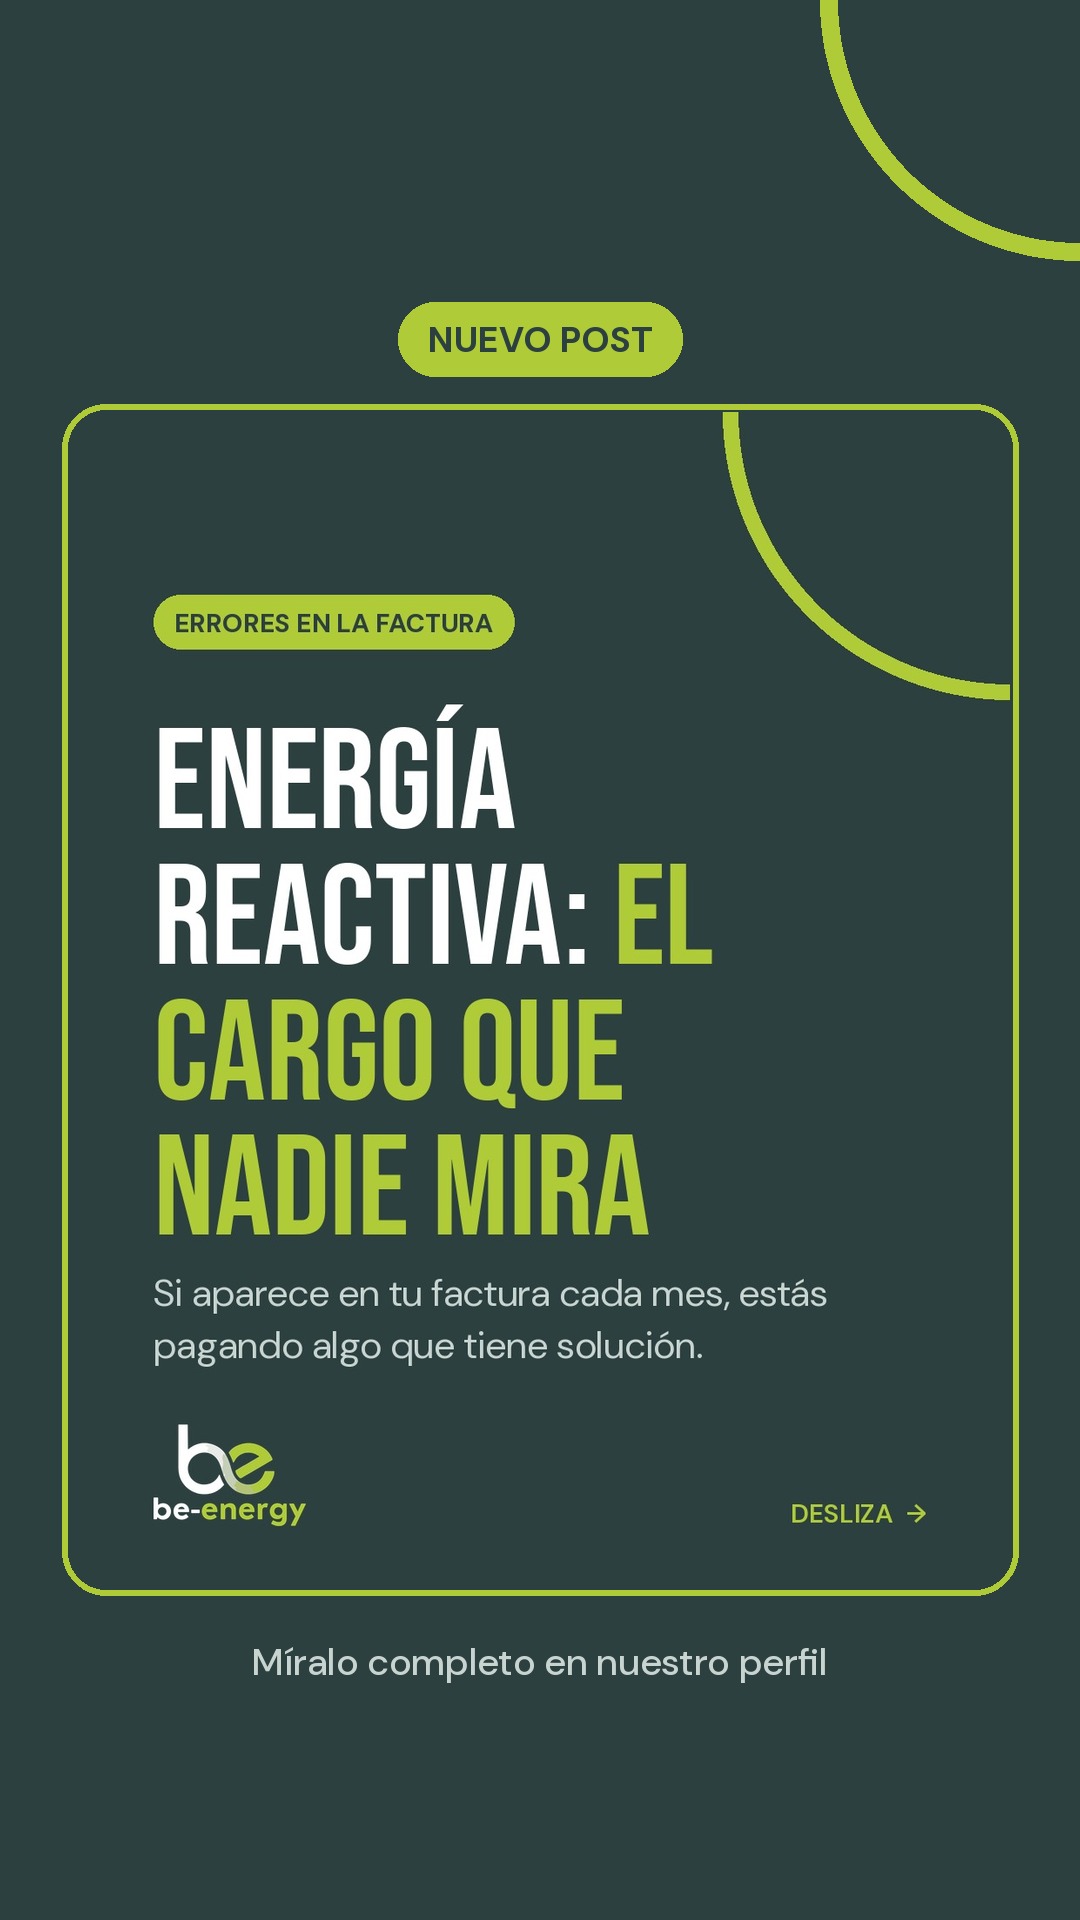 NUEVO POST
ERRORES EN LA FACTURA
ENERGÍA
REACTIVA: EL
CARGO QUE
NADIE MIRA
Si aparece en tu factura cada mes, estás
pagando algo que tiene solución.
be
be-energy
DESLIZA →
Míralo completo en nuestro perfil